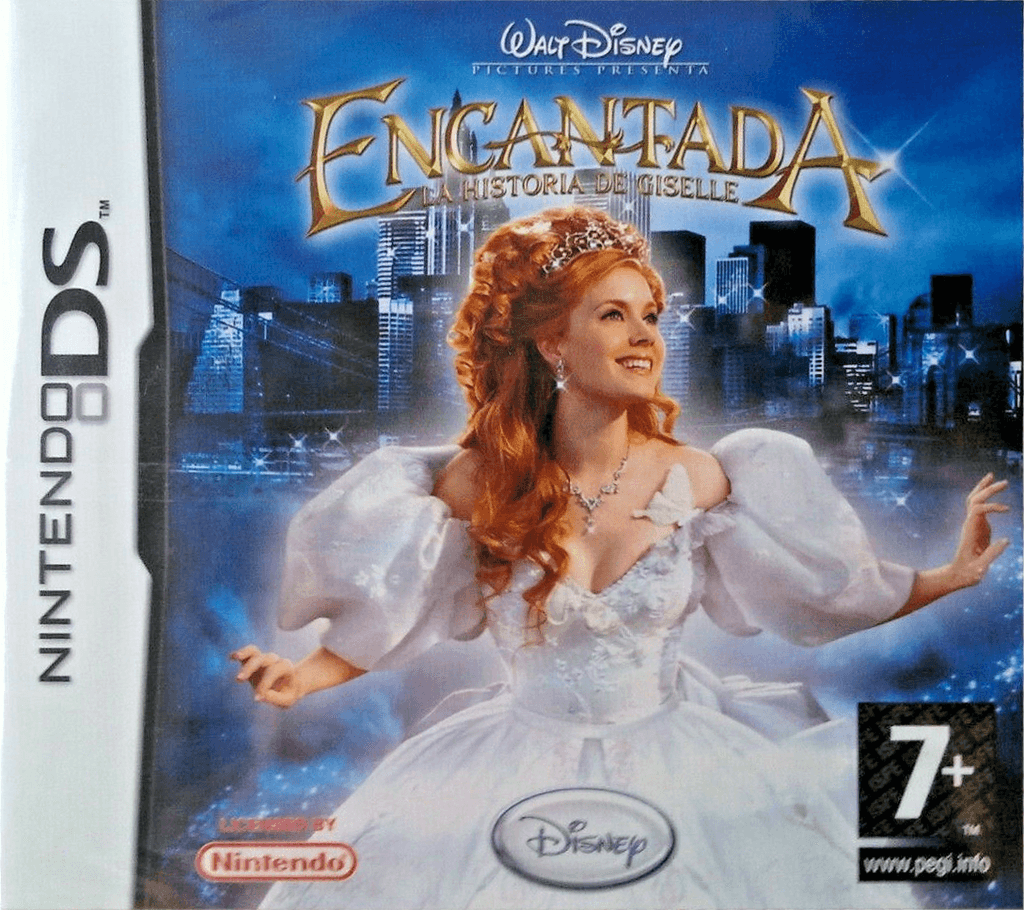 NINTENDO DS™
WALT DISNEY
PICTURES PRESENTA
ENCANTADA
LA HISTORIA DE GISELLE
7+
TM
www.pegi.info
LICENSED BY
Nintendo®
DISNEY